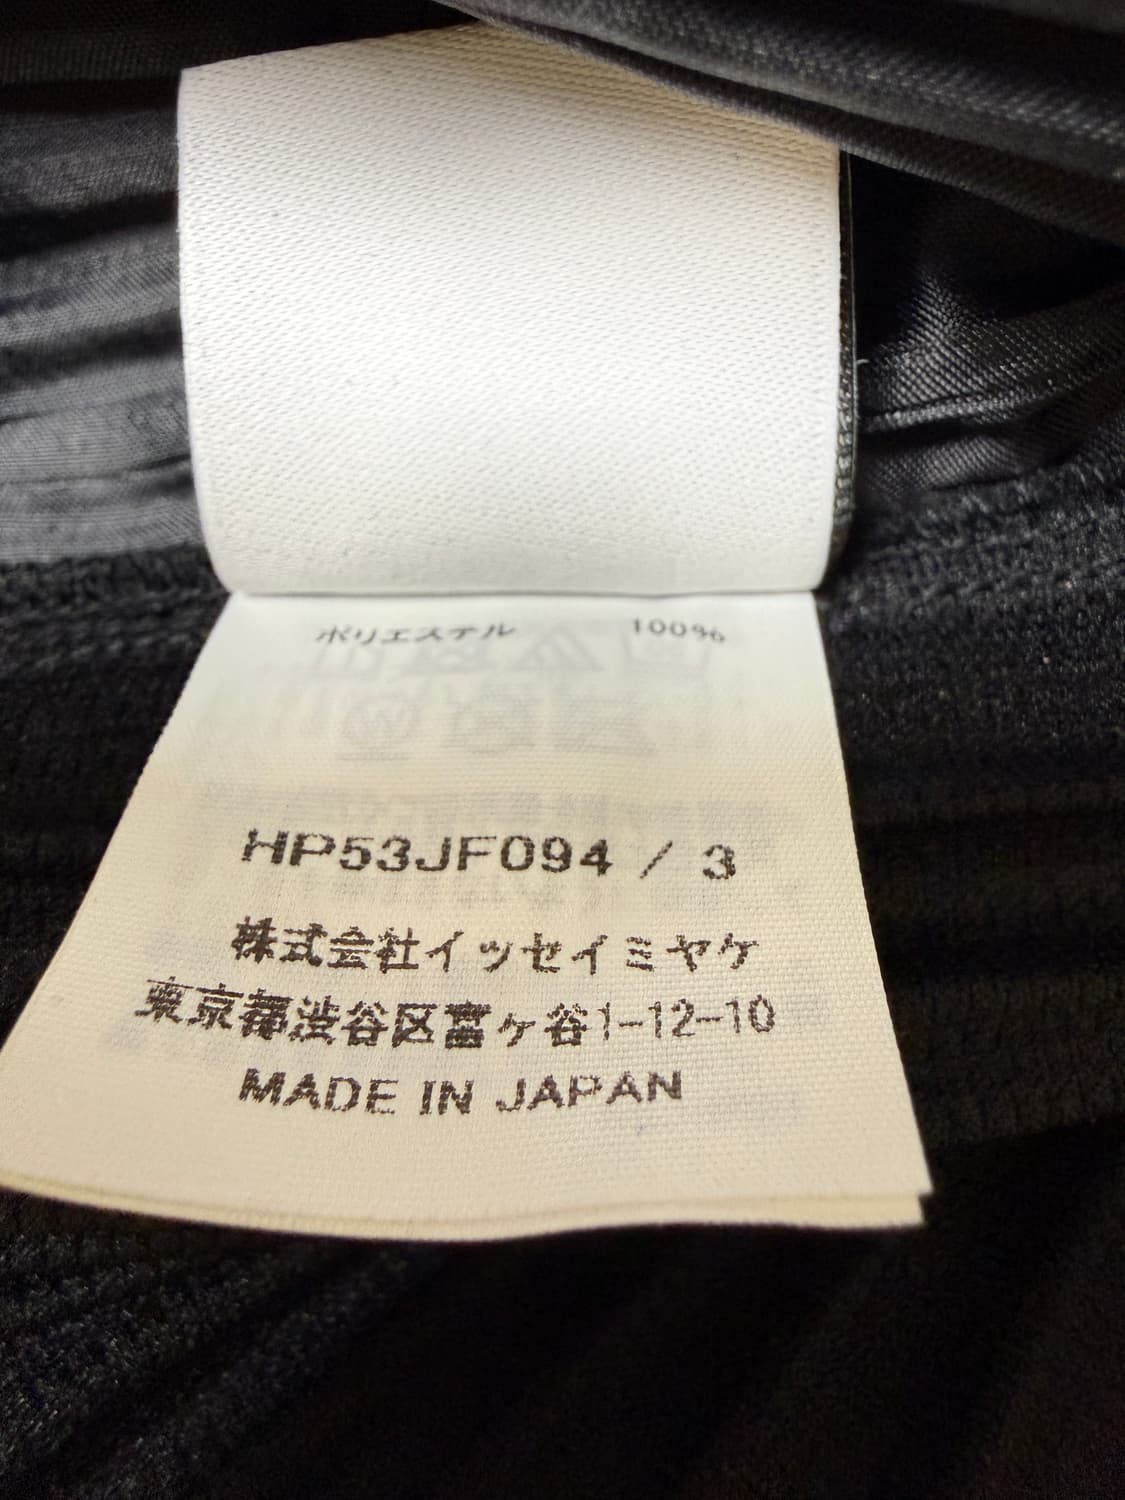 ポリエステル 100%
HP53JF094 / 3
株式会社イッセイミヤケ
東京都渋谷区富ヶ谷1-12-10
MADE IN JAPAN